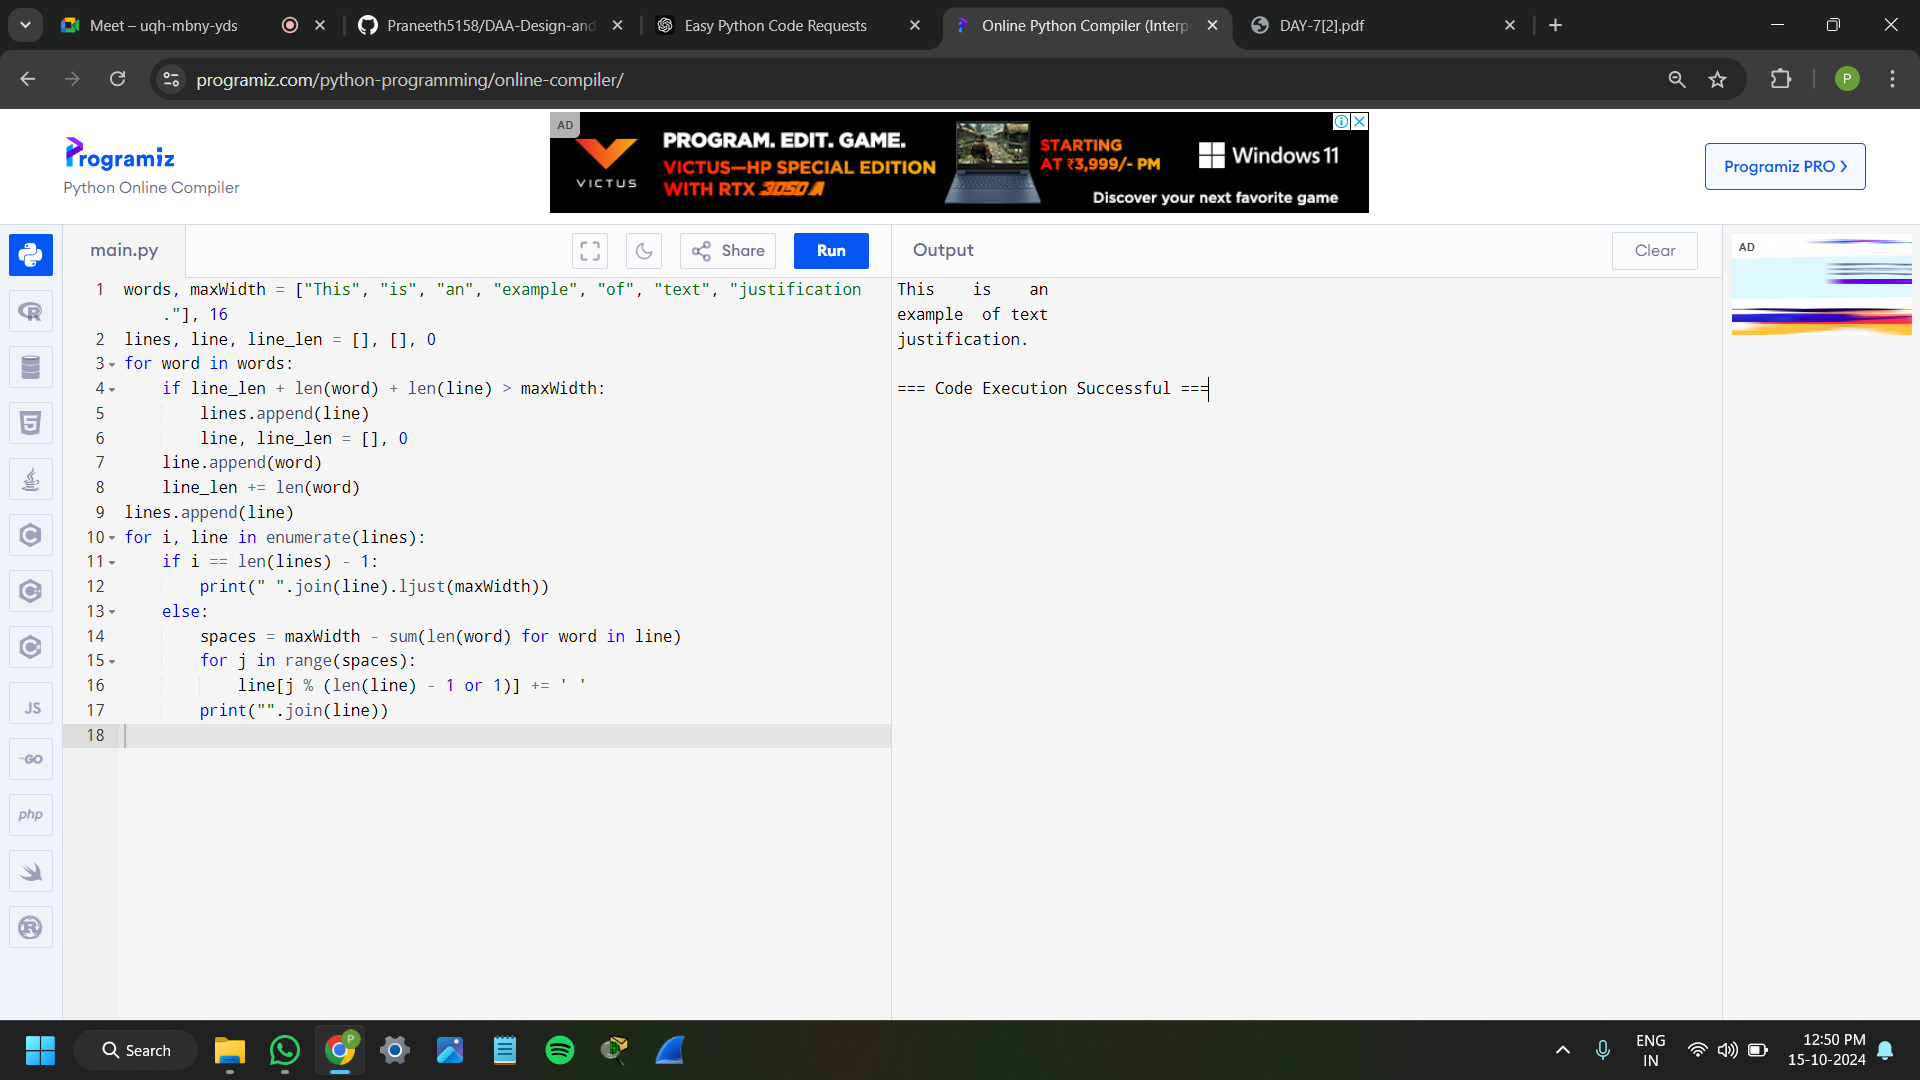 Meet – uqh-mbny-yds
Praneeth5158/DAA-Design-and
Easy Python Code Requests
Online Python Compiler (Interp
DAY-7[2].pdf
programiz.com/python-programming/online-compiler/
P
Programiz
Python Online Compiler
AD
VICTUS
PROGRAM. EDIT. GAME.
VICTUS—HP SPECIAL EDITION
WITH RTX 3050 A
STARTING
AT ₹3,999/- PM
Windows 11
Discover your next favorite game
Programiz PRO >
main.py
Share
Run
Output
Clear
AD
1 words, maxWidth = ["This", "is", "an", "example", "of", "text", "justification
."], 16
2 lines, line, line_len = [], [], 0
3 for word in words:
4     if line_len + len(word) + len(line) > maxWidth:
5         lines.append(line)
6         line, line_len = [], 0
7     line.append(word)
8     line_len += len(word)
9 lines.append(line)
10 for i, line in enumerate(lines):
11     if i == len(lines) - 1:
12         print(" ".join(line).ljust(maxWidth))
13     else:
14         spaces = maxWidth - sum(len(word) for word in line)
15         for j in range(spaces):
16             line[j % (len(line) - 1 or 1)] += ' '
17         print("".join(line))
18
This    is    an
example  of text
justification.
=== Code Execution Successful ===
JS
GO
php
Search
P
ENG
IN
12:50 PM
15-10-2024